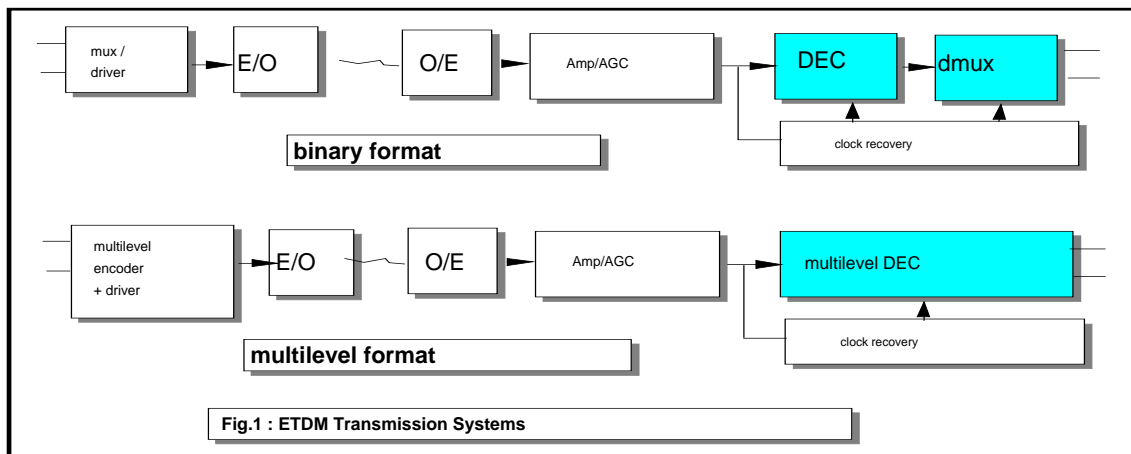 mux /
driver
E/O
O/E
Amp/AGC
DEC
dmux
clock recovery
binary format
multilevel
encoder
+ driver
E/O
O/E
Amp/AGC
multilevel DEC
clock recovery
multilevel format
Fig.1 : ETDM Transmission Systems